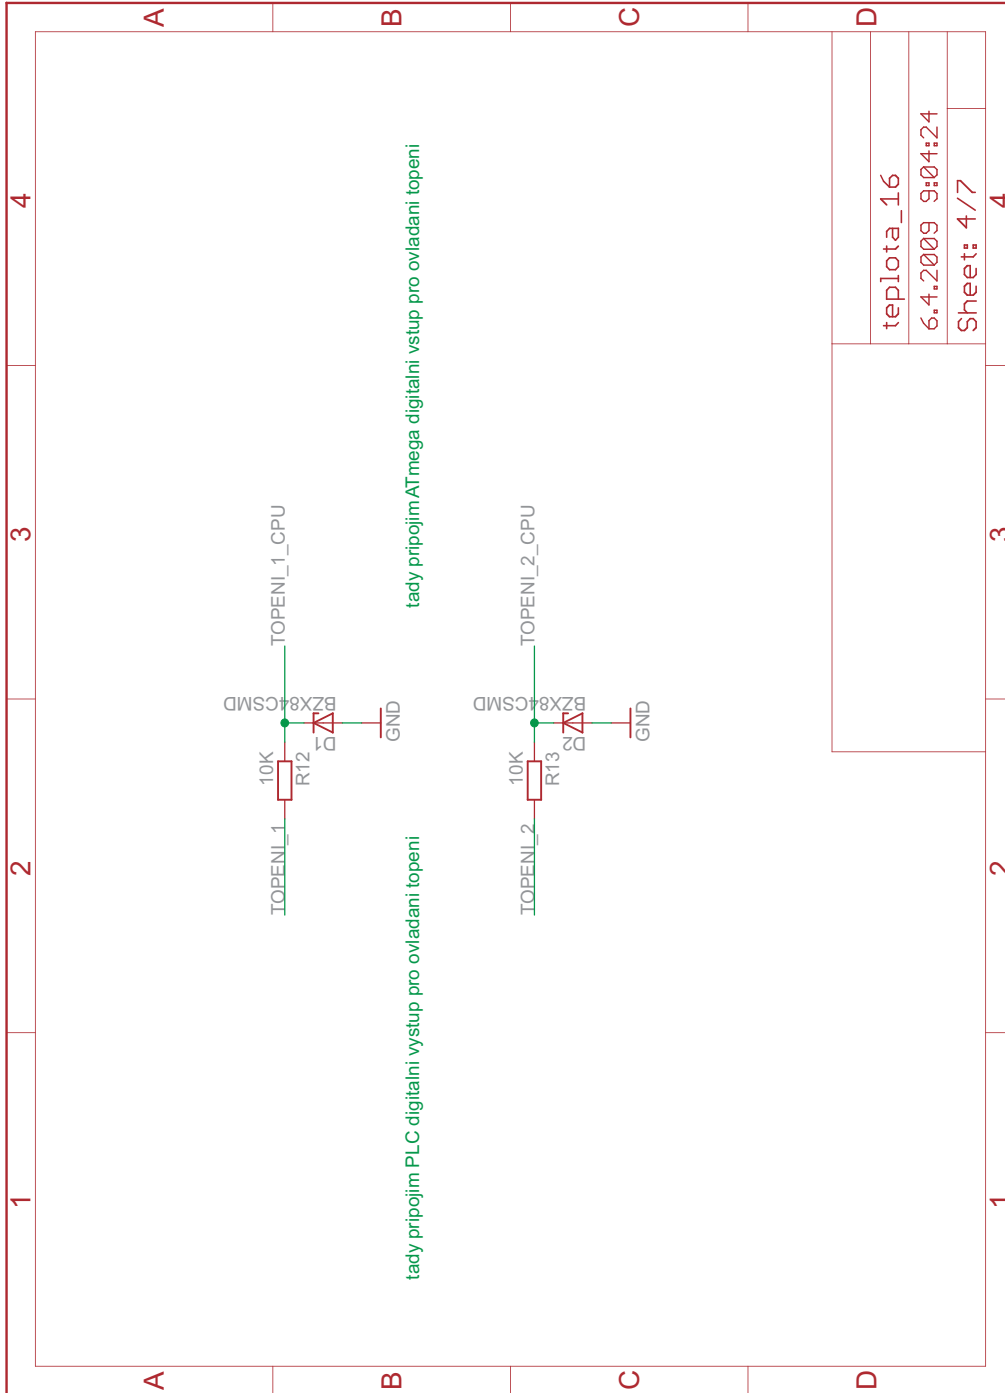 1
2
3
4
A
A
TOPENI_1
10K
R12
BZX84CSMD
D1
GND
TOPENI_1_CPU
B
B
tady pripojim PLC digitalni vystup pro ovladani topeni
tady pripojim ATmega digitalni vstup pro ovladani topeni
TOPENI_2
10K
R13
BZX84CSMD
D2
GND
TOPENI_2_CPU
C
C
D
D
teplota_16
6.4.2009 9:04:24
Sheet: 4/7
1
2
3
4